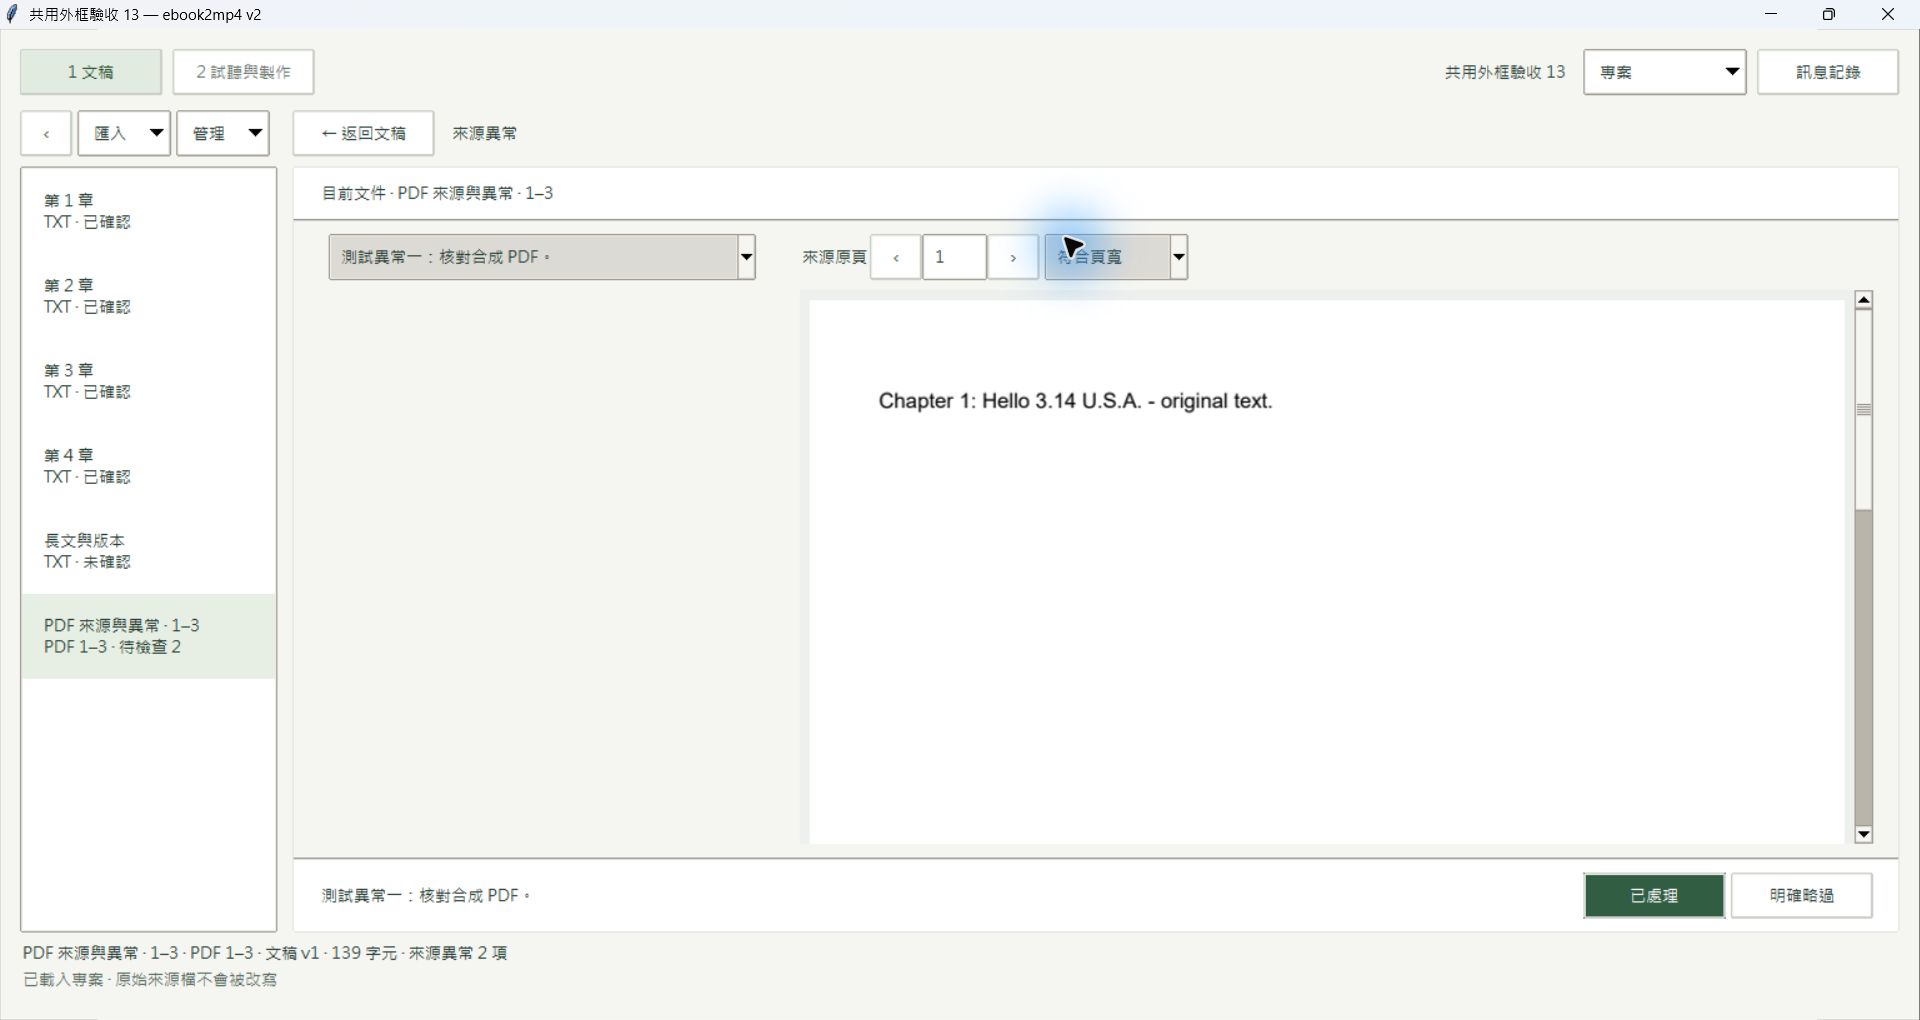 共用外框驗收 13 — ebook2mp4 v2
1 文稿
2 試聽與製作
共用外框驗收 13
專案
訊息記錄
‹
匯入
管理
← 返回文稿
來源異常
第 1 章
TXT · 已確認
第 2 章
TXT · 已確認
第 3 章
TXT · 已確認
第 4 章
TXT · 已確認
長文與版本
TXT · 未確認
PDF 來源與異常 · 1–3
PDF 1–3 · 待檢查 2
目前文件 · PDF 來源與異常 · 1–3
測試異常一：核對合成 PDF。
來源原頁
‹
1
›
符合頁寬
Chapter 1: Hello 3.14 U.S.A. - original text.
測試異常一：核對合成 PDF。
已處理
明確略過
PDF 來源與異常 · 1–3 · PDF 1–3 · 文稿 v1 · 139 字元 · 來源異常 2 項
已載入專案 · 原始來源檔不會被改寫